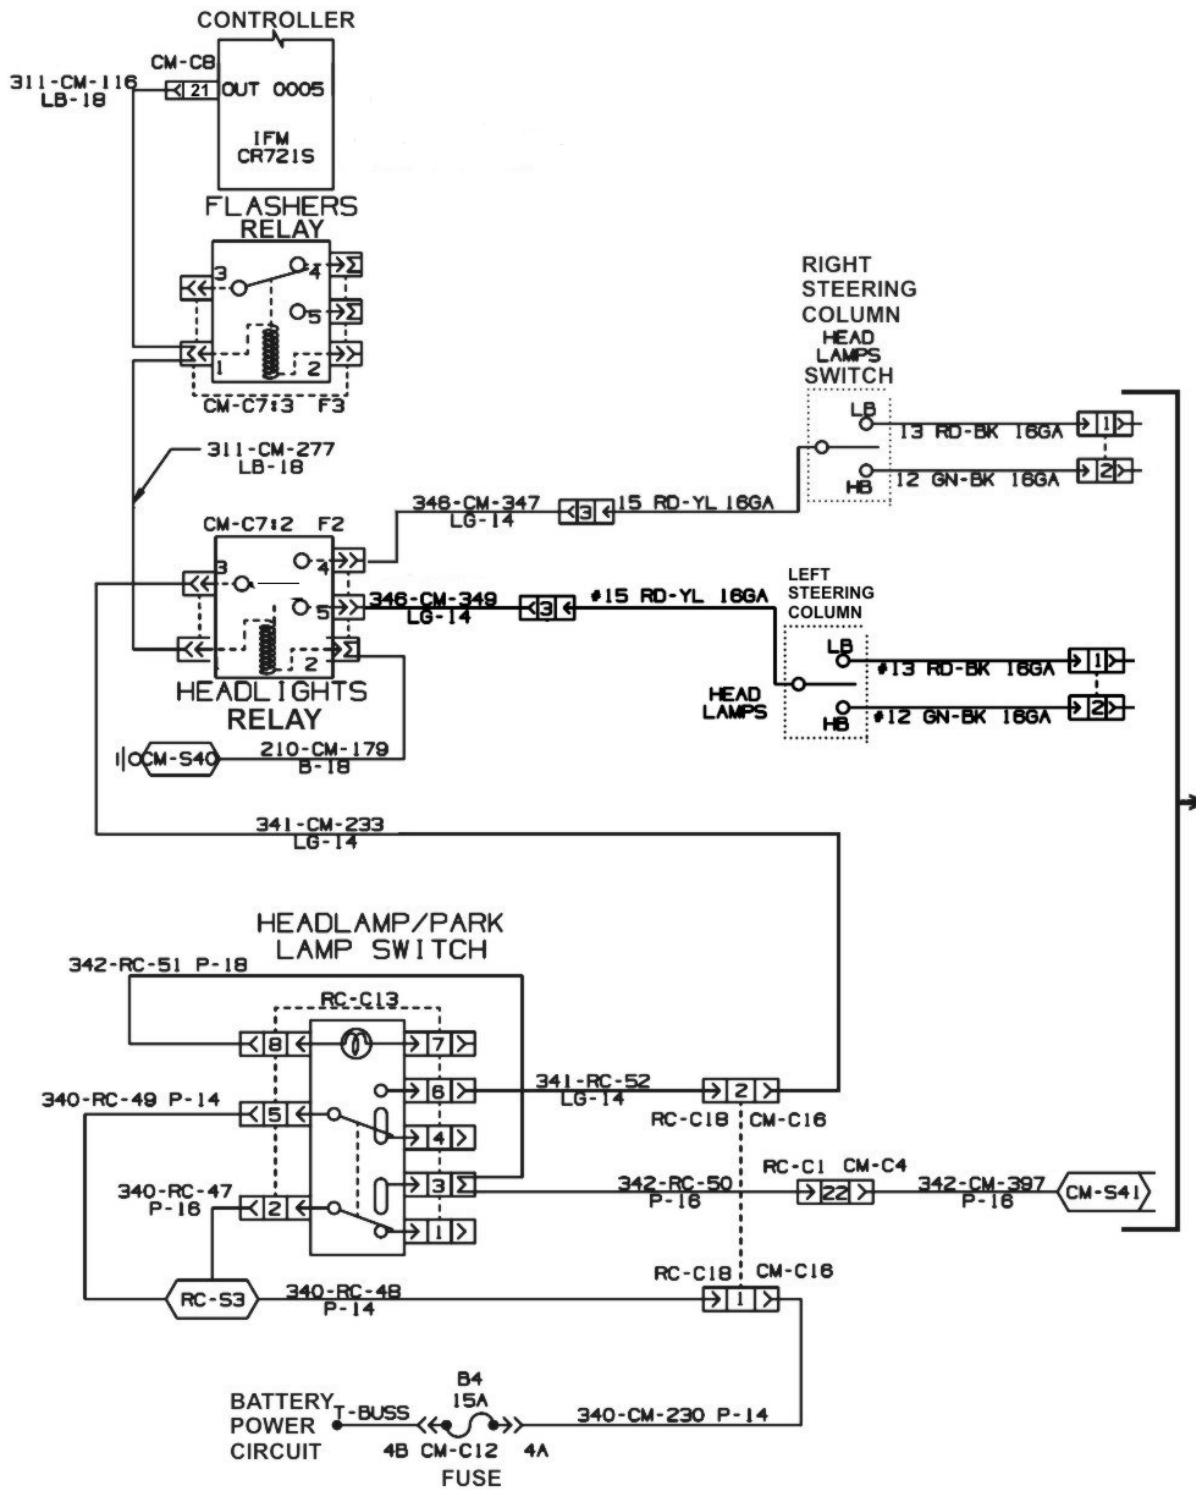 CONTROLLER
CM-C8
311-CM-116
LB-18
21
OUT 0005
IFM
CR721S
FLASHERS
RELAY
3
4
5
1
2
CM-C7:3 F3
311-CM-277
LB-18
RIGHT
STEERING
COLUMN
HEAD
LAMPS
SWITCH
LB
13 RD-BK 16GA
1
HB
12 GN-BK 16GA
2
346-CM-347
LG-14
3
15 RD-YL 16GA
CM-C7:2 F2
3
4
5
2
346-CM-349
LG-14
3
#15 RD-YL 16GA
LEFT
STEERING
COLUMN
LB
#13 RD-BK 16GA
1
HEAD
LAMPS
HB
#12 GN-BK 16GA
2
HEADLIGHTS
RELAY
CM-S40
210-CM-179
B-18
341-CM-233
LG-14
HEADLAMP/PARK
LAMP SWITCH
342-RC-51 P-18
RC-C13
8
7
6
340-RC-49 P-14
5
4
341-RC-52
LG-14
2
RC-C18 CM-C16
3
340-RC-47
P-16
2
1
342-RC-50
P-16
RC-C1 CM-C4
22
342-CM-397
P-16
CM-S41
RC-S3
340-RC-48
P-14
RC-C18 CM-C16
1
B4
15A
BATTERY
POWER
CIRCUIT
T-BUSS
340-CM-230 P-14
4B CM-C12 4A
FUSE